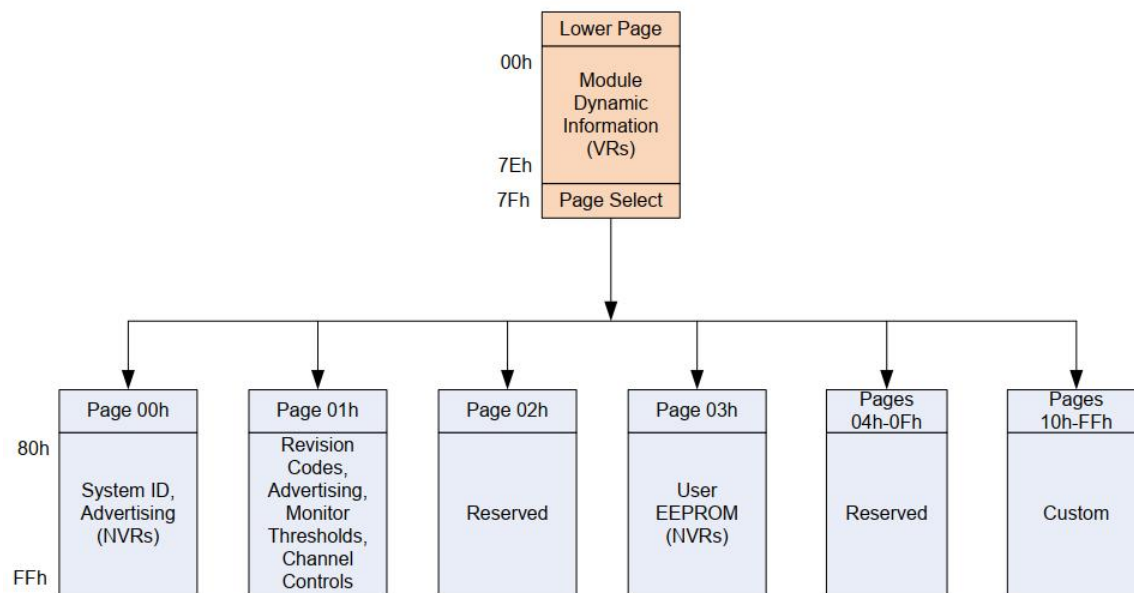 Lower Page
00h
Module
Dynamic
Information
(VRs)
7Eh
7Fh
Page Select
Page 00h
Page 01h
Page 02h
Page 03h
Pages
04h-0Fh
Pages
10h-FFh
80h
System ID,
Advertising
(NVRs)
Revision
Codes,
Advertising,
Monitor
Thresholds,
Channel
Controls
Reserved
User
EEPROM
(NVRs)
Reserved
Custom
FFh